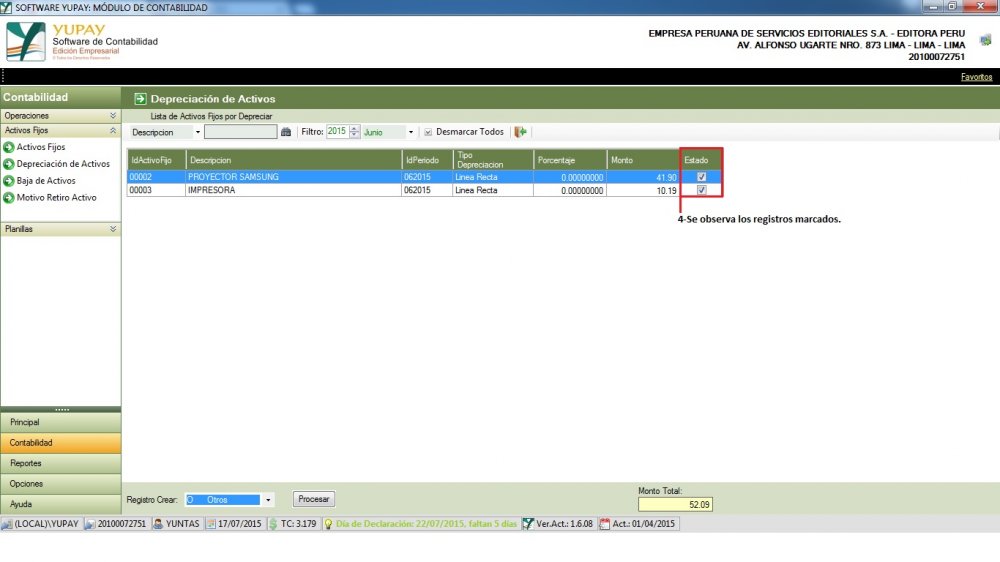 SOFTWARE YUPAY: MÓDULO DE CONTABILIDAD
YUPAY
Software de Contabilidad
Edición Empresarial
EMPRESA PERUANA DE SERVICIOS EDITORIALES S.A. - EDITORA PERU
AV. ALFONSO UGARTE NRO. 873 LIMA - LIMA - LIMA
20100072751
Favoritos
Contabilidad
Depreciación de Activos
Operaciones
Lista de Activos Fijos por Depreciar
Activos Fijos
Descripcion Filtro: 2015 Junio Desmarcar Todos
Activos Fijos
Depreciación de Activos
Baja de Activos
Motivo Retiro Activo
Planillas
IdActivoFijo Descripcion IdPeriodo Tipo Depreciacion Porcentaje Monto Estado
00002 PROYECTOR SAMSUNG 062015 Linea Recta 0.00000000 41.90
00003 IMPRESORA 062015 Linea Recta 0.00000000 10.19
4-Se observa los registros marcados.
Principal
Contabilidad
Reportes
Opciones
Ayuda
Registro Crear: O Otros Procesar
Monto Total:
52.09
(LOCAL)\YUPAY 20100072751 YUNTAS 17/07/2015 TC: 3.179 Día de Declaración: 22/07/2015, faltan 5 días Ver.Act.: 1.6.08 Act.: 01/04/2015